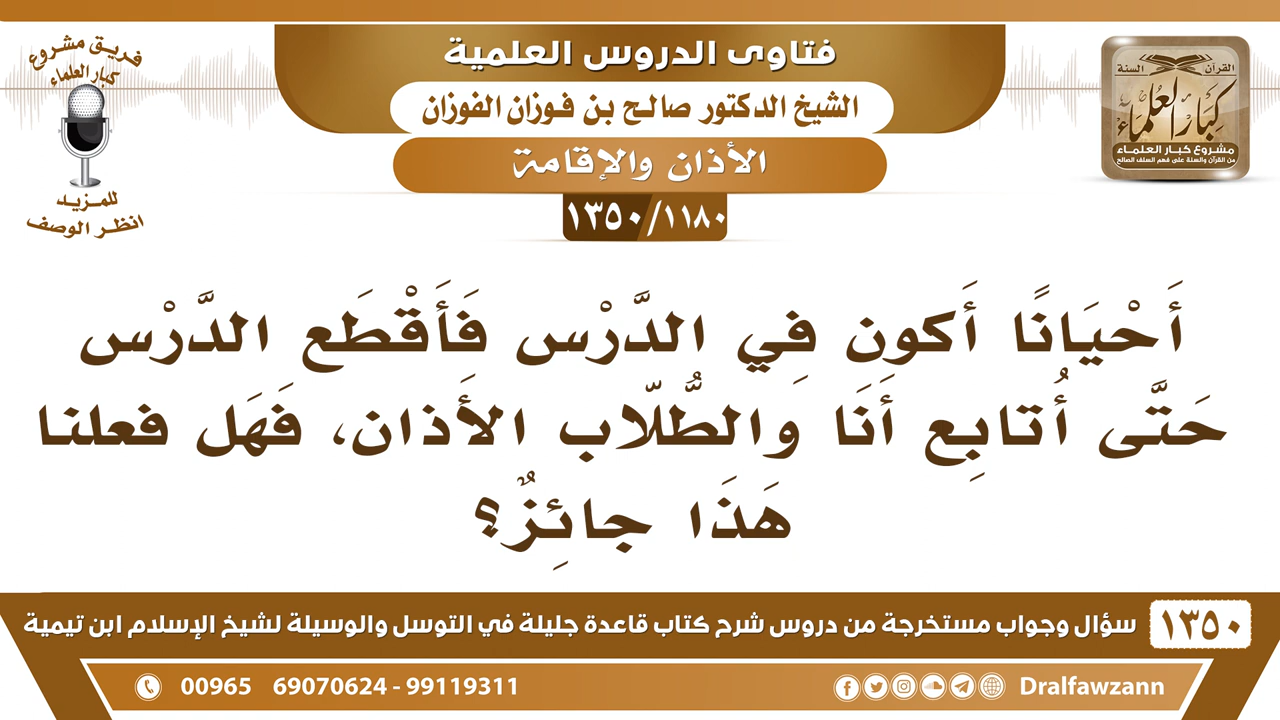 فتاوى الدروس العلمية
الشيخ الدكتور صالح بن فوزان الفوزان
الأذان والإقامة
١٣٥٠/١١٨٠
القرآن السنة
كبار العلماء
مشروع كبار العلماء
من القرآن والسنة على فهم السلف الصالح
فريق مشروع
كبار العلماء
للمزيد
انظر الوصف
أَحْيَانًا أَكون فِي الدَّرْس فَأَقْطَع الدَّرْس
حَتَّى أُتابِع أَنَا وَالطُّلّاب الأَذان، فَهَل فعلنا
هَذَا جائِزٌ؟
١٣٥٠ سؤال وجواب مستخرجة من دروس شرح كتاب قاعدة جليلة في التوسل والوسيلة لشيخ الإسلام ابن تيمية
00965 69070624 - 99119311
Dralfawzann